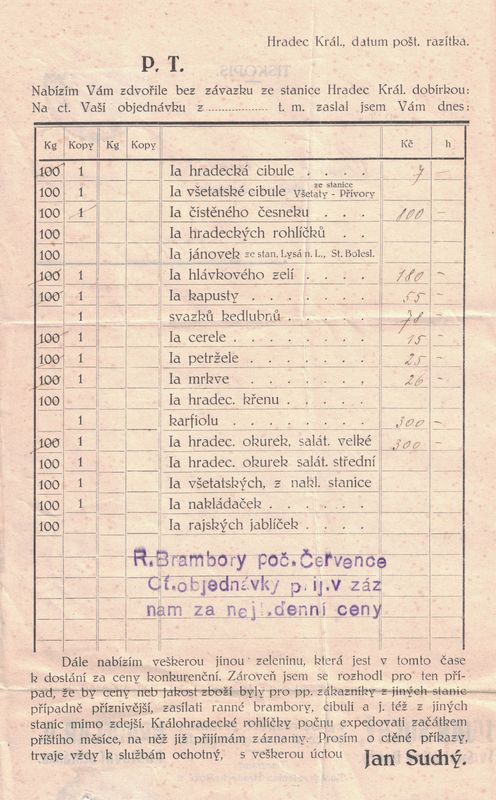 Hradec Král., datum pošt. razítka.
P. T.
Nabízím Vám zdvořile bez závazku ze stanice Hradec Král. dobírkou:
Na ct. Vaši objednávku z .................. t. m. zaslal jsem Vám dnes:
Kg Kopy Kg Kopy Kč h
100 1 Ia hradecká cibule . . . . 7 —
100 1 Ia všetatské cibule ze stanice Všetaty - Přívory
100 1 Ia čistěného česneku . . . 800 —
100 Ia hradeckých rohlíčků . .
100 Ia jánovek ze stan. Lysá n. L., St. Bolesl.
100 1 Ia hlávkového zelí . . . . 180 —
100 1 Ia kapusty . . . . . . . 55 —
1 svazků kedlubnů . . . . . 78 —
100 1 Ia cerele . . . . . . . 15 —
100 1 Ia petržele . . . . . . . 25 —
100 1 Ia mrkve . . . . . . . 26 —
100 Ia hradec. křenu . . . . .
1 karfiolu . . . . . . . 300 —
100 1 Ia hradec. okurek, salát. velké 300 —
100 1 Ia hradec. okurek salát. střední
100 1 Ia všetatských, z nakl. stanice
100 1 Ia nakládaček . . . . . .
100 Ia rajských jablíček . . . .
R. Brambory poč. Července
Ct. objednávky p. ij. v záz
nam za nej . denní ceny
Dále nabízím veškerou jinou zeleninu, která jest v tomto čase
k dostání za ceny konkurenční. Zároveň jsem se rozhodl pro ten pří-
pad, že by ceny neb jakost zboží byly pro pp. zákazníky z jiných stanic
případně příznivější, zasílati ranné brambory, cibuli a j. též z jiných
stanic mimo zdejší. Králohradecké rohlíčky počnu expedovati začátkem
příštího měsíce, na něž již přijímám záznamy. Prosím o ctěné příkazy,
trvaje vždy k službám ochotný, s veškerou úctou Jan Suchý.